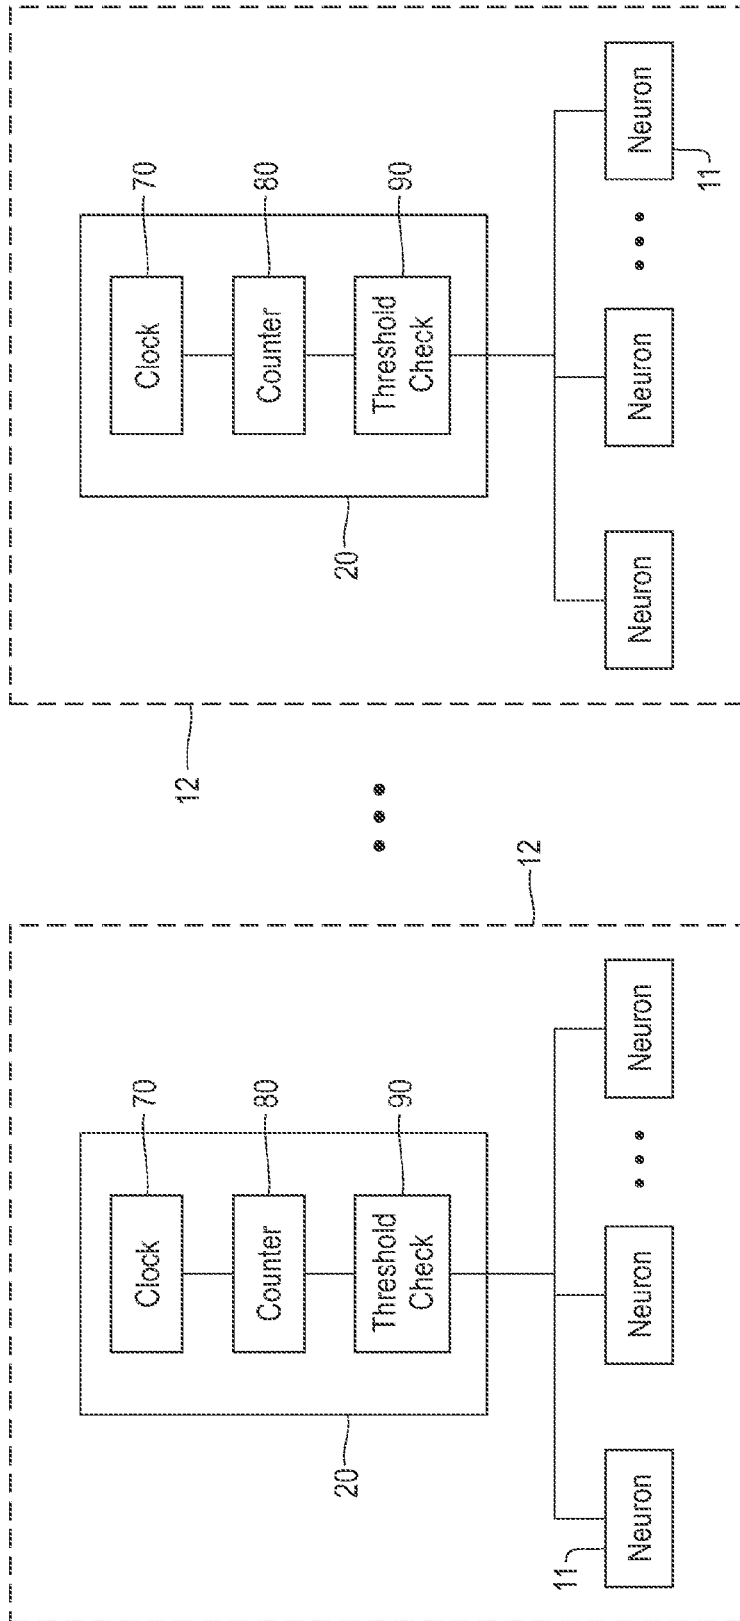 12
20
Clock
70
Counter
80
Threshold
Check
90
Neuron
Neuron
Neuron
11
12
20
Clock
70
Counter
80
Threshold
Check
90
Neuron
Neuron
Neuron
11